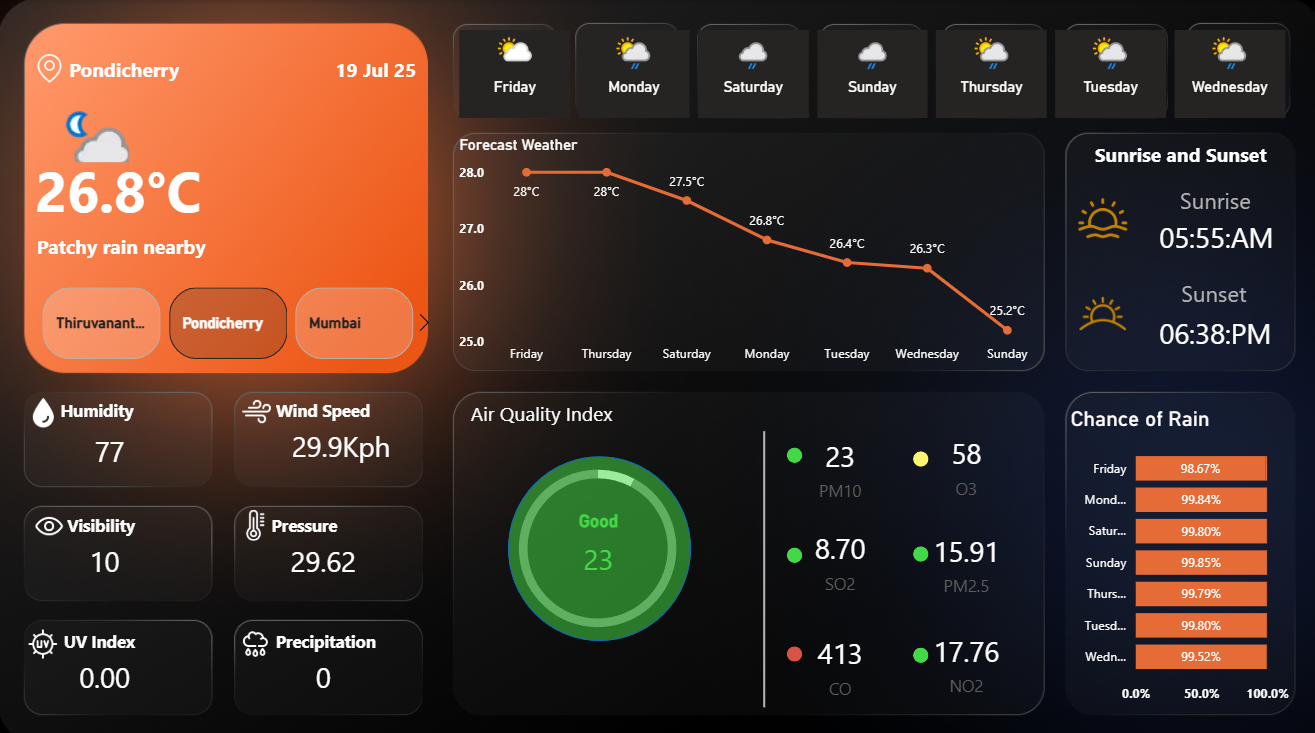 Pondicherry
19 Jul 25
26.8°C
Patchy rain nearby
Thiruvanant...
Pondicherry
Mumbai
Friday
Monday
Saturday
Sunday
Thursday
Tuesday
Wednesday
Forecast Weather
28.0
27.0
26.0
25.0
28°C
28°C
27.5°C
26.8°C
26.4°C
26.3°C
25.2°C
Friday
Thursday
Saturday
Monday
Tuesday
Wednesday
Sunday
Sunrise and Sunset
Sunrise
05:55:AM
Sunset
06:38:PM
Humidity
77
Wind Speed
29.9Kph
Visibility
10
Pressure
29.62
UV
UV Index
0.00
Precipitation
0
Air Quality Index
Good
23
23
PM10
58
O3
8.70
SO2
15.91
PM2.5
413
CO
17.76
NO2
Chance of Rain
Friday 98.67%
Mond... 99.84%
Satur... 99.80%
Sunday 99.85%
Thurs... 99.79%
Tuesd... 99.80%
Wedn... 99.52%
0.0% 50.0% 100.0%